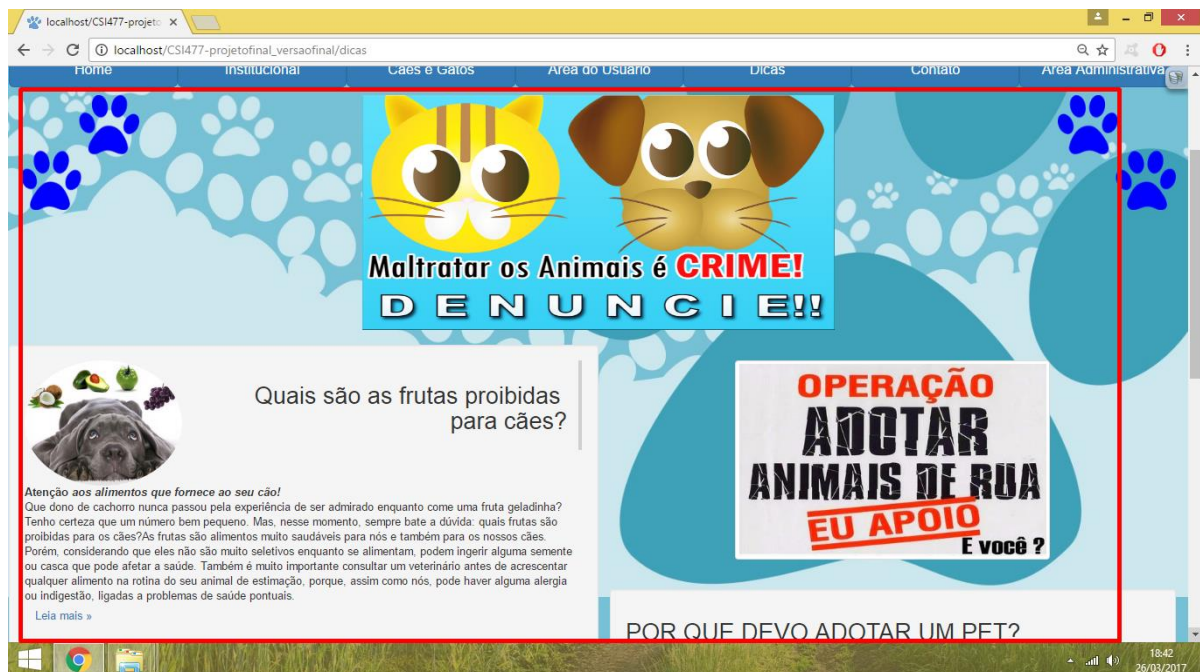 localhost/CSI477-projeto
localhost/CSI477-projetofinal_versaofinal/dicas
Home Institucional Cães e Gatos Área do Usuário Dicas Contato Área Administrativa
Maltratar os Animais é CRIME!
DENUNCIE!!
Quais são as frutas proibidas
para cães?
Atenção aos alimentos que fornece ao seu cão!
Que dono de cachorro nunca passou pela experiência de ser admirado enquanto come uma fruta geladinha?
Tenho certeza que um número bem pequeno. Mas, nesse momento, sempre bate a dúvida: quais frutas são
proibidas para os cães?As frutas são alimentos muito saudáveis para nós e também para os nossos cães.
Porém, considerando que eles não são muito seletivos enquanto se alimentam, podem ingerir alguma semente
ou casca que pode afetar a saúde. Também é muito importante consultar um veterinário antes de acrescentar
qualquer alimento na rotina do seu animal de estimação, porque, assim como nós, pode haver alguma alergia
ou indigestão, ligadas a problemas de saúde pontuais.
Leia mais »
OPERAÇÃO
ADOTAR
ANIMAIS DE RUA
EU APOIO
E você ?
POR QUE DEVO ADOTAR UM PET?
18:42
26/03/2017